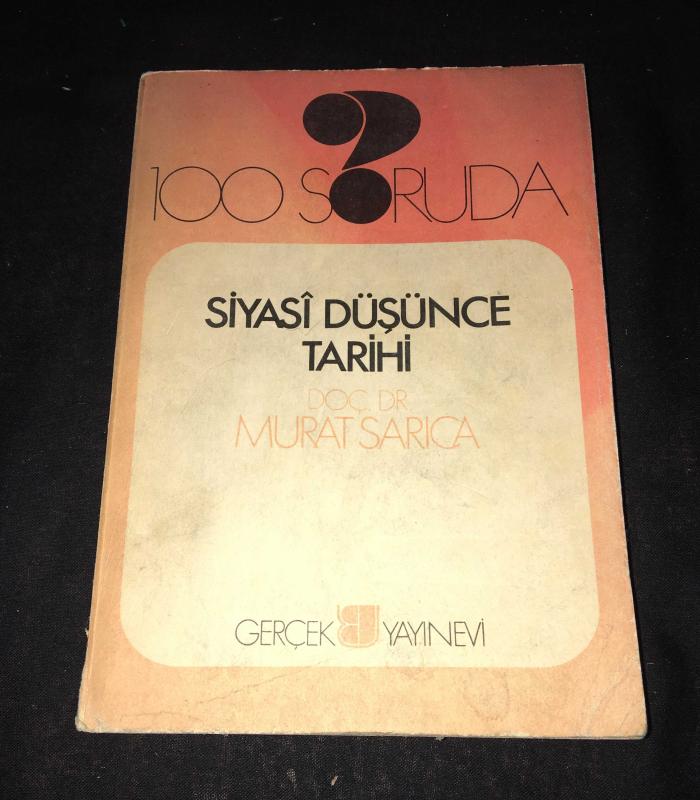 100 SORUDA
SİYASÎ DÜŞÜNCE
TARİHİ
DOÇ. DR
MURAT SARICA
GERÇEK YAYINEVİ